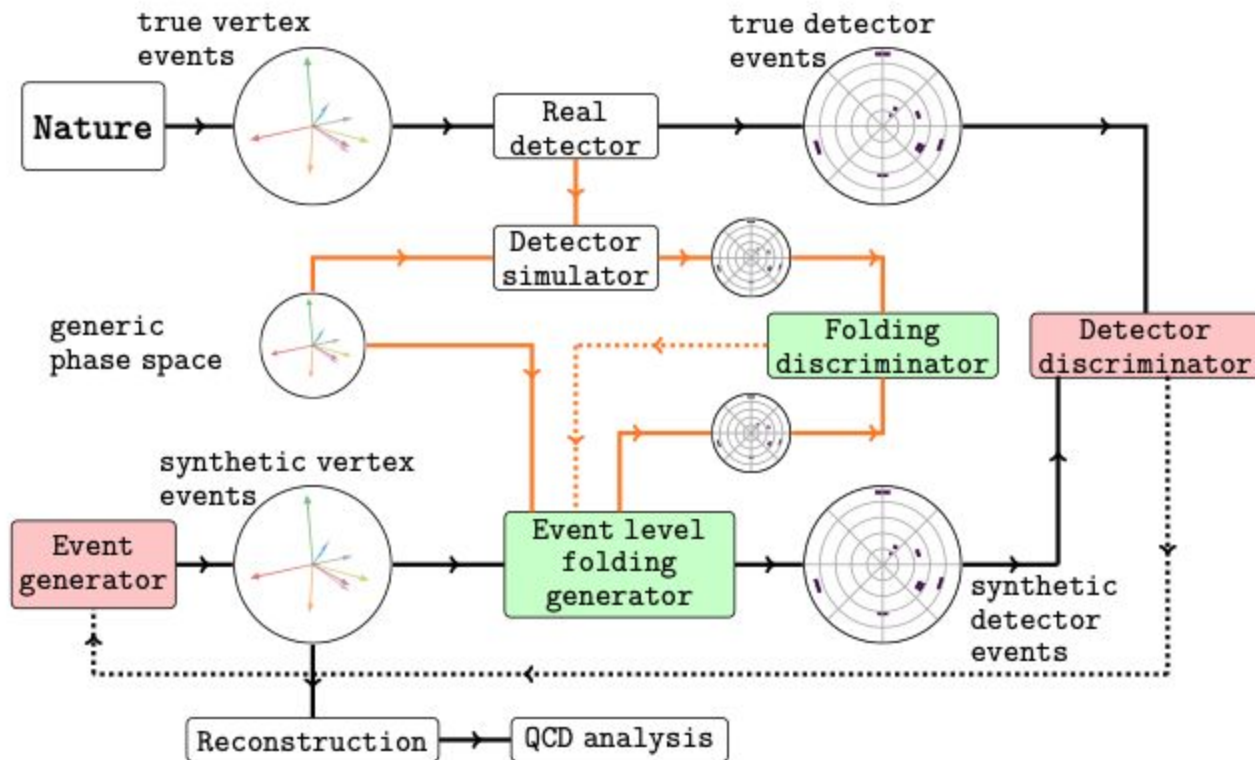 true vertex
events
true detector
events
Nature
Real
detector
Detector
simulator
generic
phase space
Folding
discriminator
Detector
discriminator
synthetic vertex
events
Event
generator
Event level
folding
generator
synthetic
detector
events
Reconstruction
QCD analysis